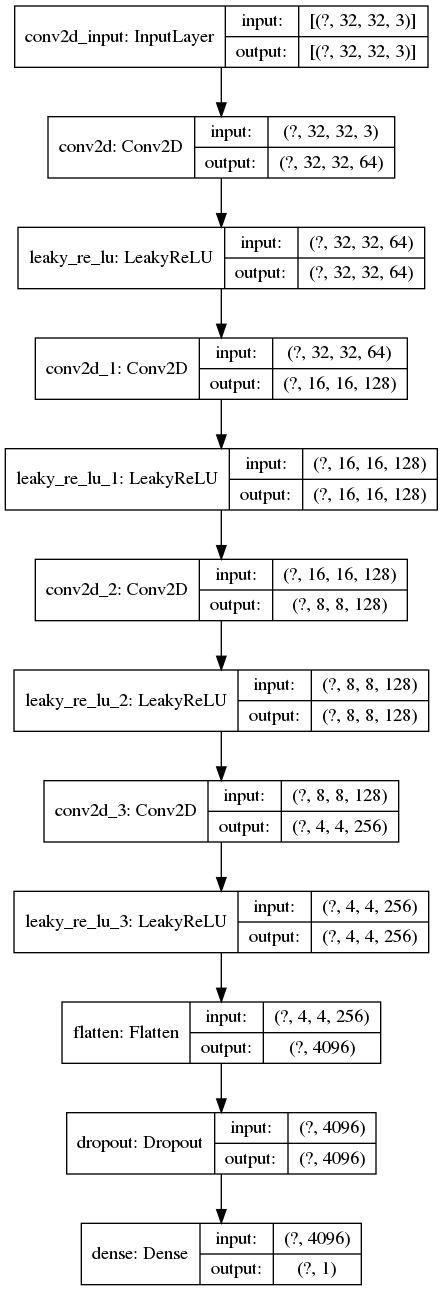 conv2d_input: InputLayer
input:
[(?, 32, 32, 3)]
output:
[(?, 32, 32, 3)]
conv2d: Conv2D
input:
(?, 32, 32, 3)
output:
(?, 32, 32, 64)
leaky_re_lu: LeakyReLU
input:
(?, 32, 32, 64)
output:
(?, 32, 32, 64)
conv2d_1: Conv2D
input:
(?, 32, 32, 64)
output:
(?, 16, 16, 128)
leaky_re_lu_1: LeakyReLU
input:
(?, 16, 16, 128)
output:
(?, 16, 16, 128)
conv2d_2: Conv2D
input:
(?, 16, 16, 128)
output:
(?, 8, 8, 128)
leaky_re_lu_2: LeakyReLU
input:
(?, 8, 8, 128)
output:
(?, 8, 8, 128)
conv2d_3: Conv2D
input:
(?, 8, 8, 128)
output:
(?, 4, 4, 256)
leaky_re_lu_3: LeakyReLU
input:
(?, 4, 4, 256)
output:
(?, 4, 4, 256)
flatten: Flatten
input:
(?, 4, 4, 256)
output:
(?, 4096)
dropout: Dropout
input:
(?, 4096)
output:
(?, 4096)
dense: Dense
input:
(?, 4096)
output:
(?, 1)